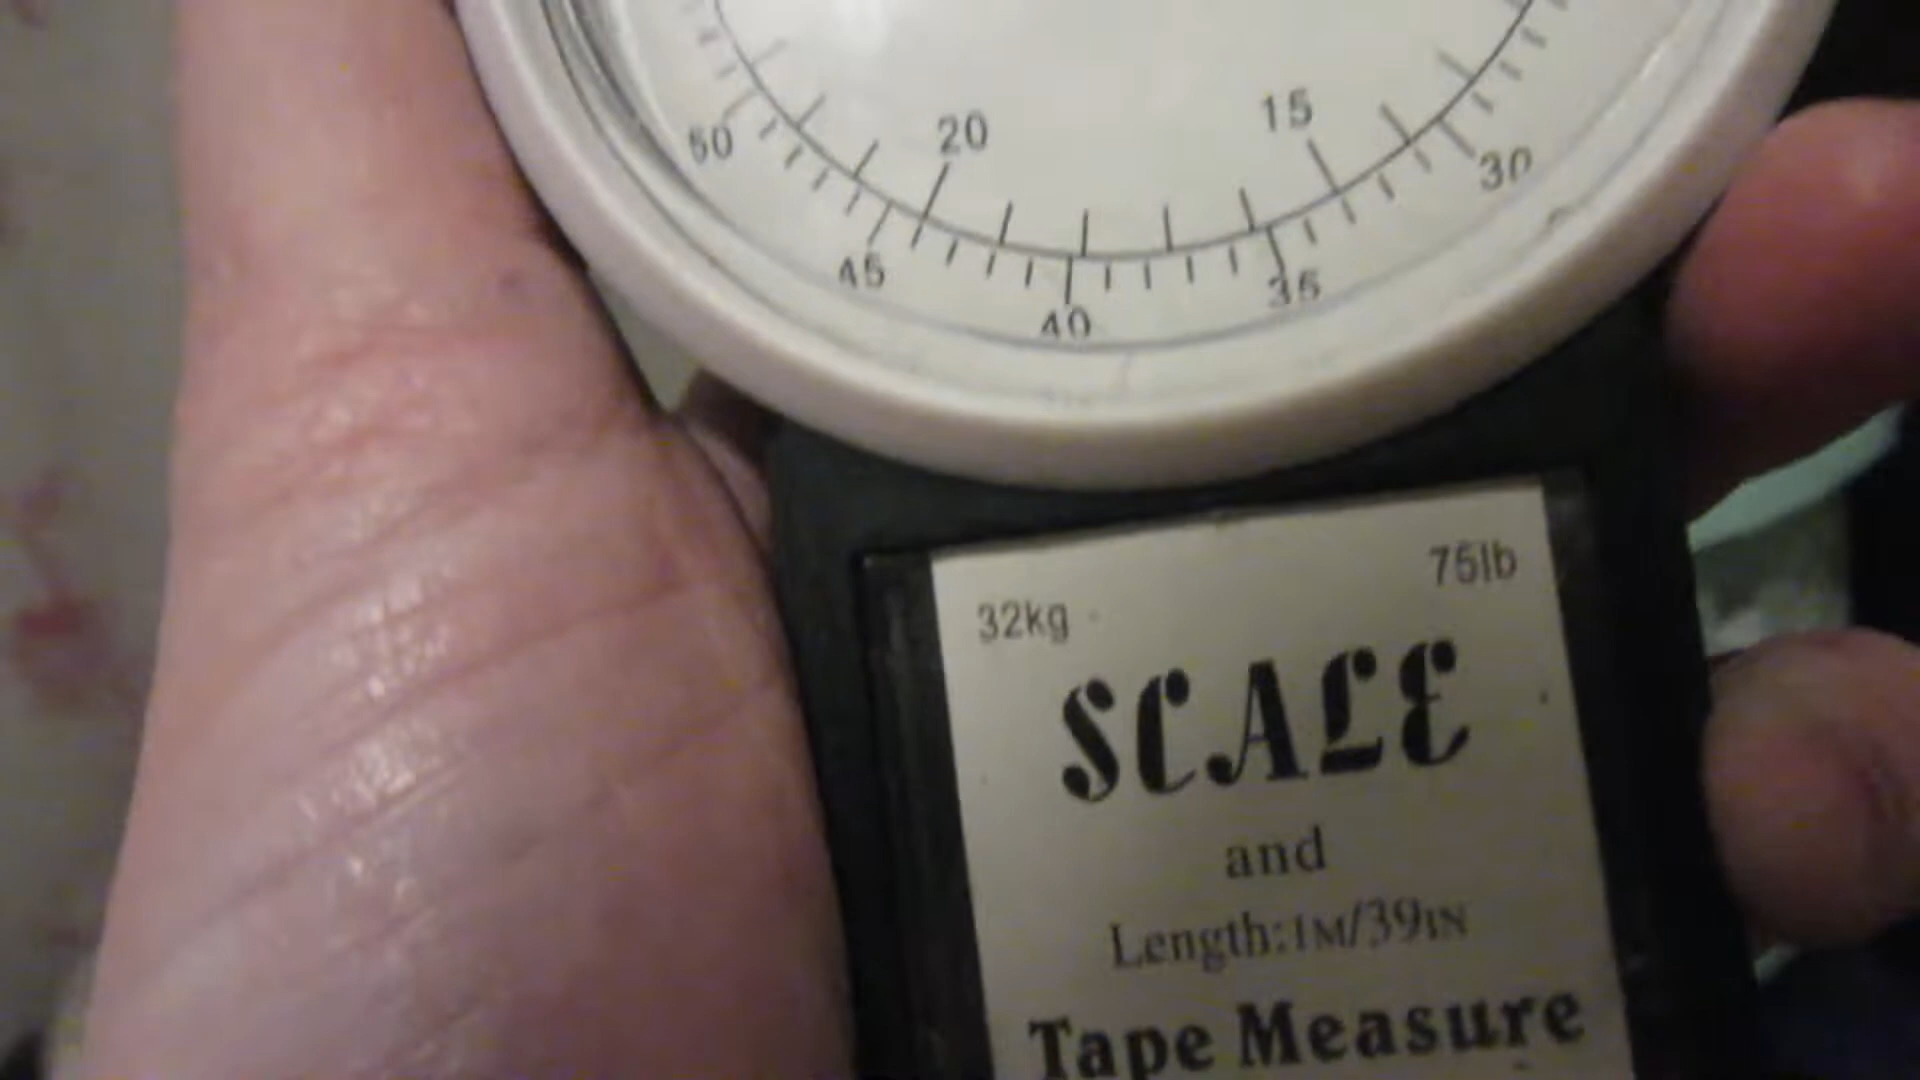 20 15
50 30
45 35
40
75lb
32kg
SCALE
and
Length:1M/39IN
Tape Measure